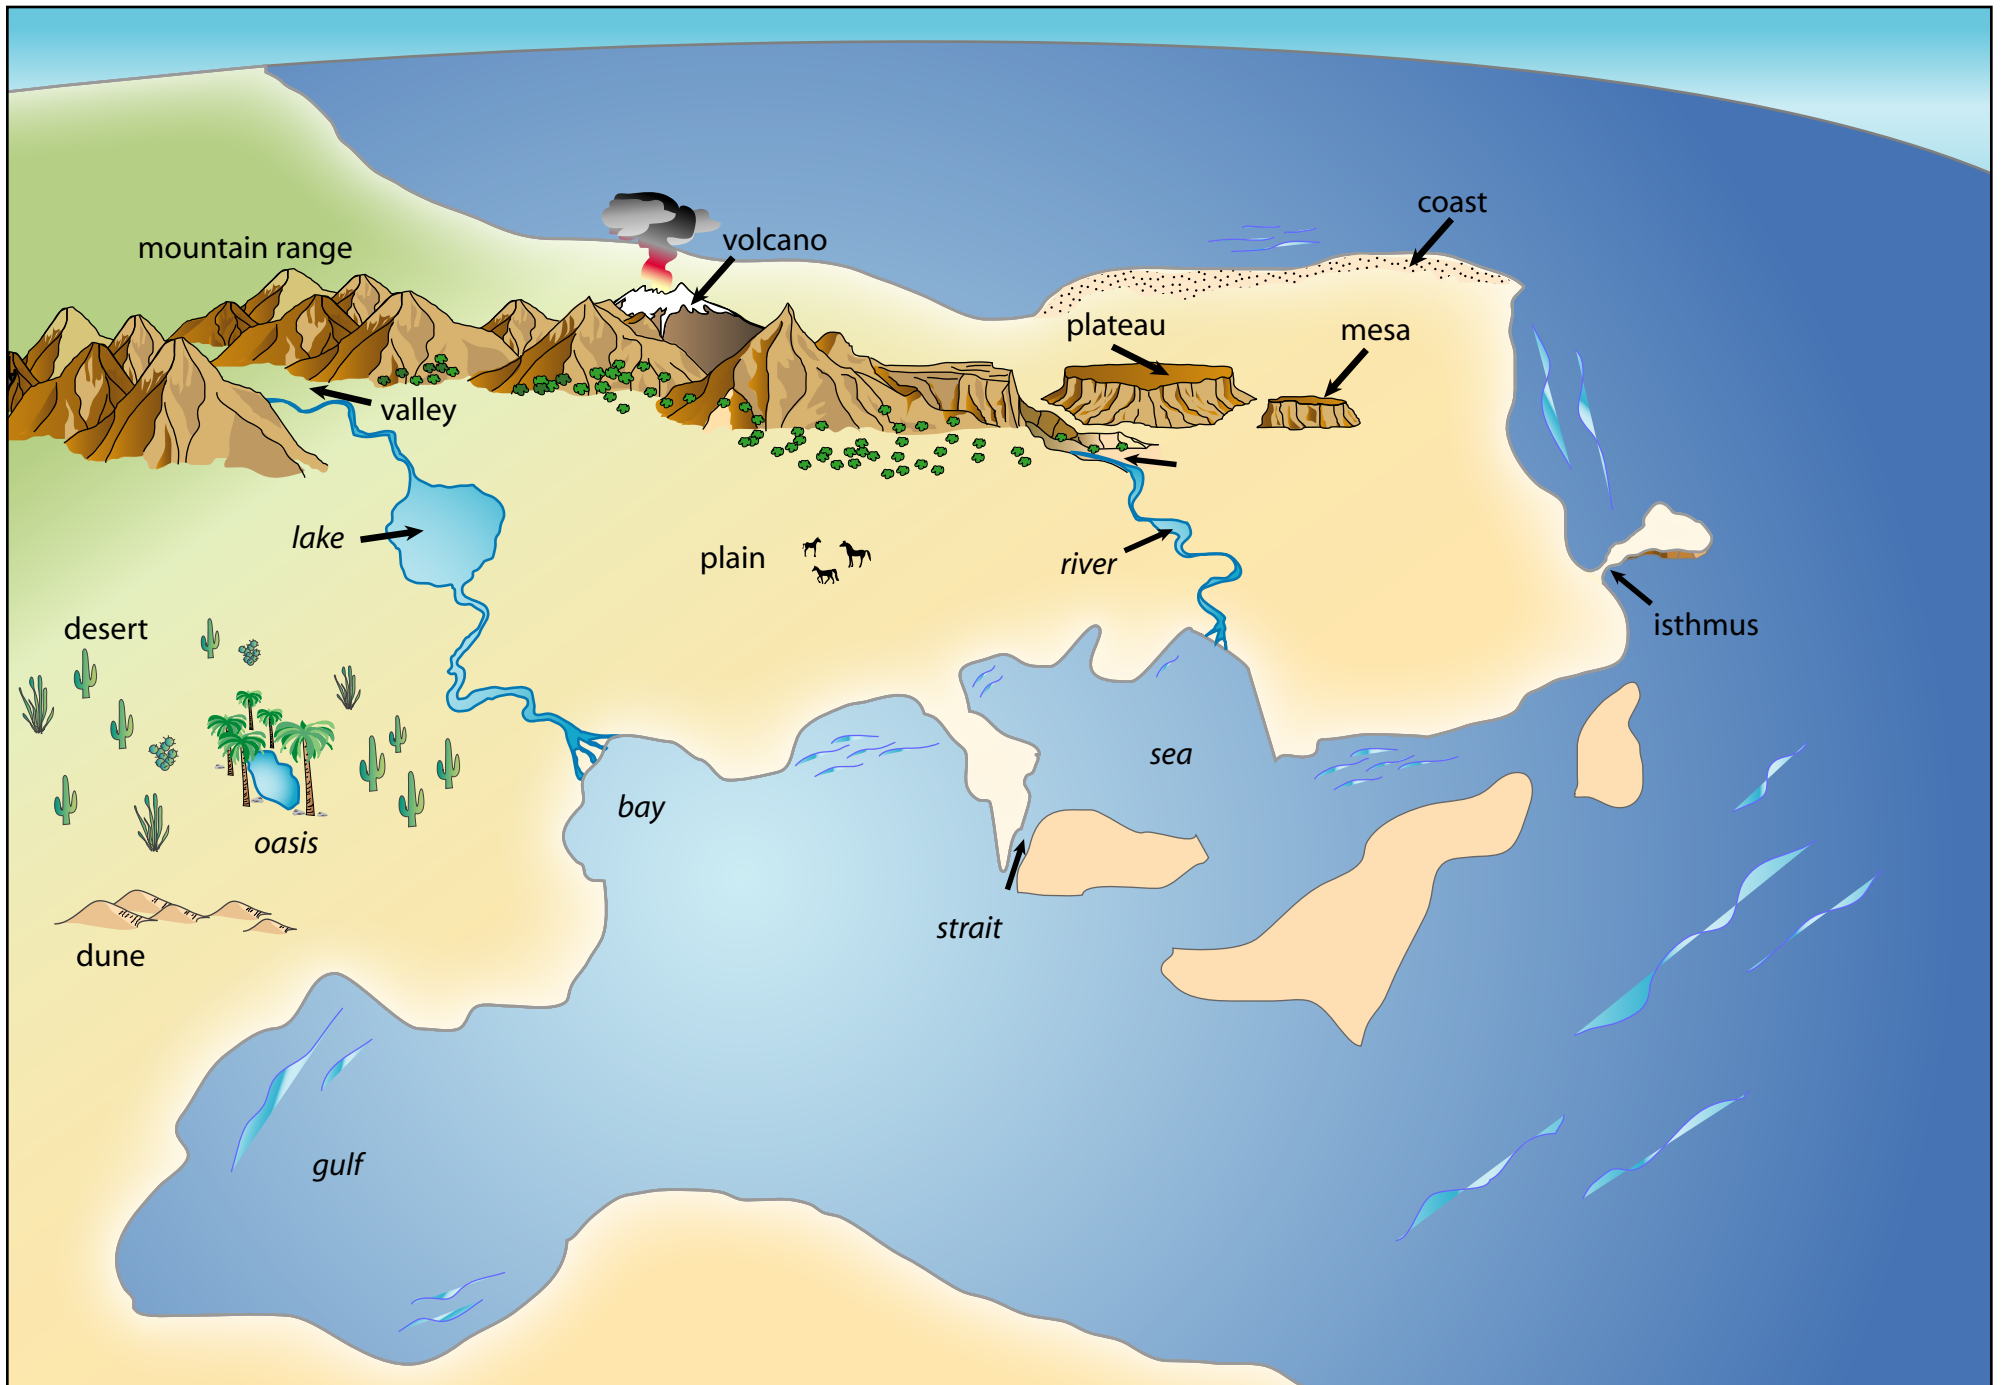 coast
volcano
mountain range
plateau
mesa
valley
lake
plain
river
isthmus
desert
sea
bay
oasis
strait
dune
gulf